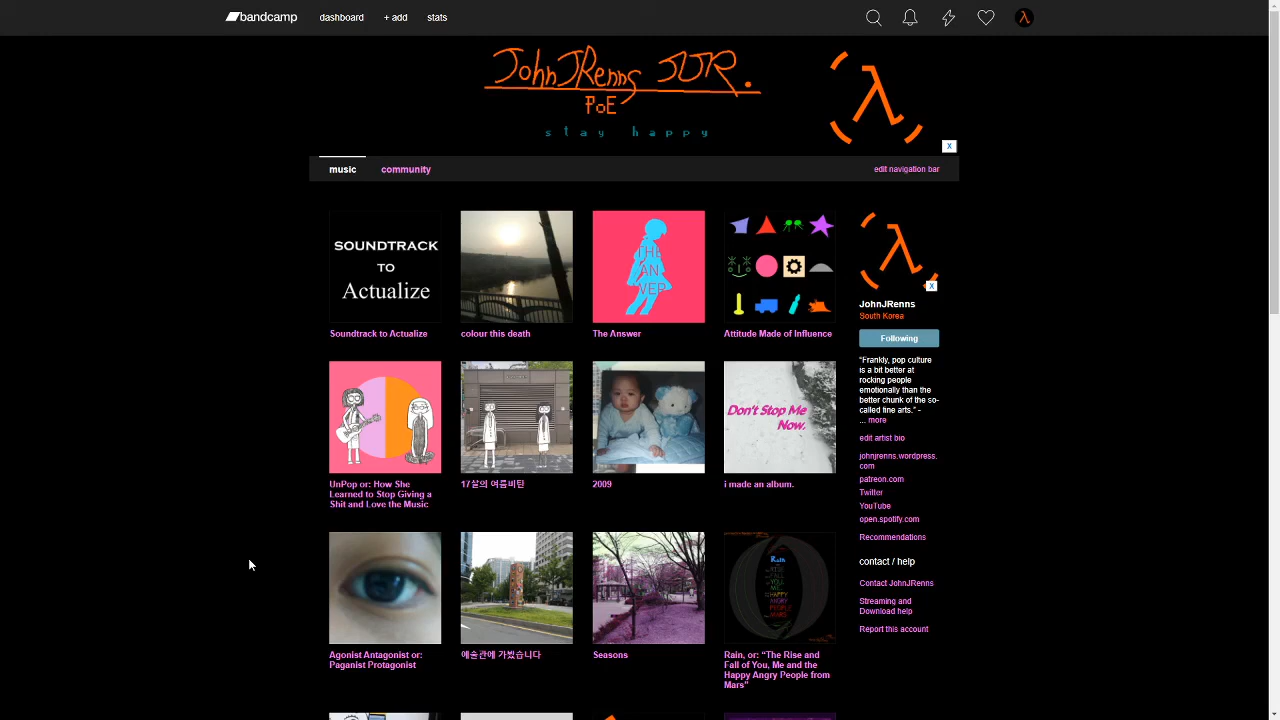 bandcamp
dashboard
+ add
stats
λ
JohnJRenns JJR.
PoE
stay happy
λ
X
music
community
edit navigation bar
SOUNDTRACK
TO
Actualize
Soundtrack to Actualize
colour this death
THE
AN
The Answer
Attitude Made of Influence
λ
X
JohnJRenns
South Korea
Following
"Frankly, pop culture
is a bit better at
rocking people
emotionally than the
better chunk of the so-
called fine arts." -
... more
edit artist bio
johnjrenns.wordpress.
com
patreon.com
Twitter
YouTube
open.spotify.com
Recommendations
contact / help
Contact JohnJRenns
Streaming and
Download help
Report this account
UnPop or: How She
Learned to Stop Giving a
Shit and Love the Music
17살의 여름비탄
2009
Don't Stop Me
Now.
i made an album.
Agonist Antagonist or:
Paganist Protagonist
예술관에 가봤습니다
Seasons
Rain, or: “The Rise and
Fall of You, Me and the
Happy Angry People from
Mars”